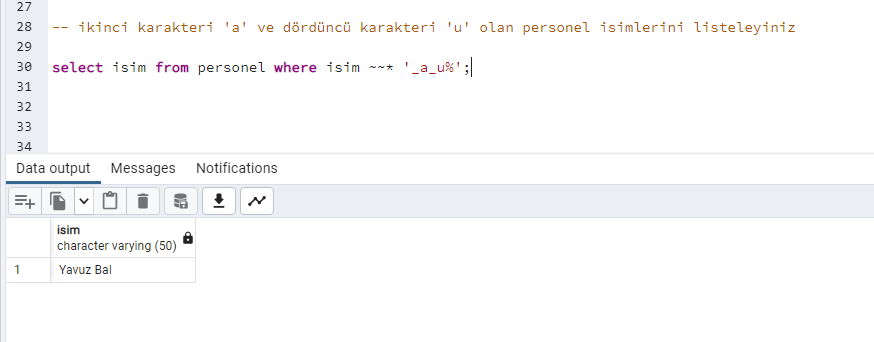 27
28 -- ikinci karakteri 'a' ve dördüncü karakteri 'u' olan personel isimlerini listeleyiniz
29
30 select isim from personel where isim ~~* '_a_u%';
31
32
33
34
Data output Messages Notifications
isim
character varying (50)
1 Yavuz Bal